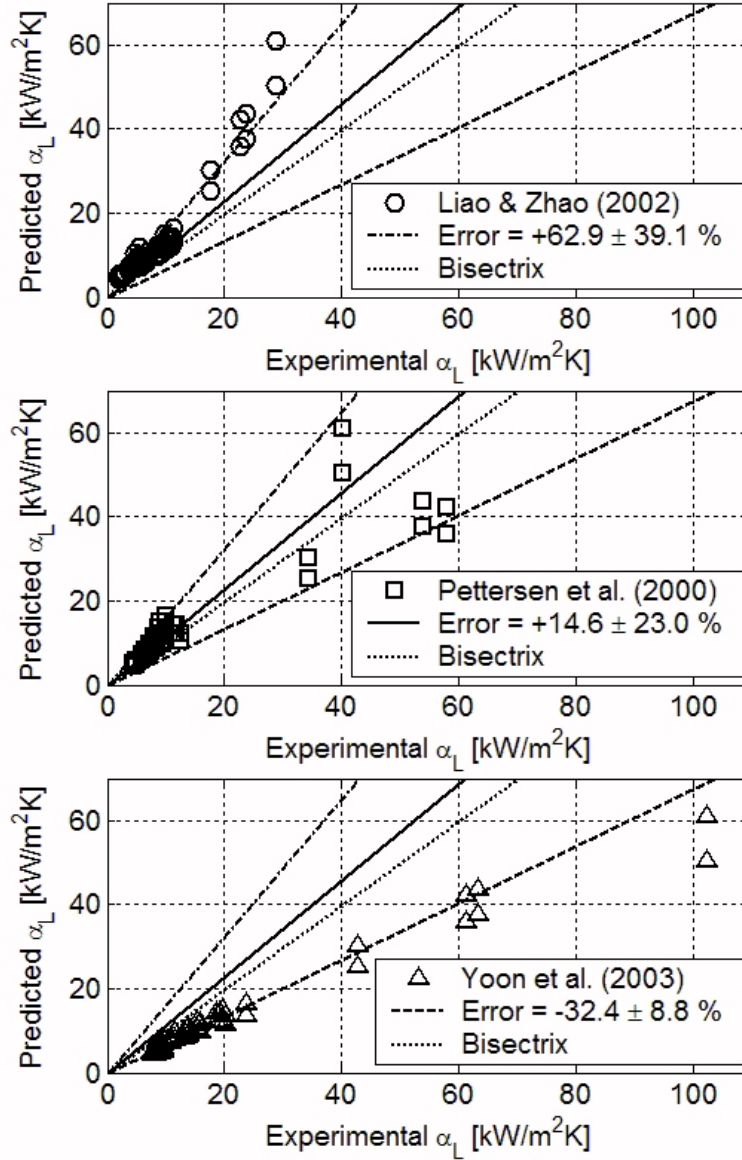 60
40
20
0
Predicted α_L [kW/m²K]
Liao & Zhao (2002)
Error = +62.9 ± 39.1 %
Bisectrix
0 20 40 60 80 100
Experimental α_L [kW/m²K]
60
40
20
0
Predicted α_L [kW/m²K]
Pettersen et al. (2000)
Error = +14.6 ± 23.0 %
Bisectrix
0 20 40 60 80 100
Experimental α_L [kW/m²K]
60
40
20
0
Predicted α_L [kW/m²K]
Yoon et al. (2003)
Error = -32.4 ± 8.8 %
Bisectrix
0 20 40 60 80 100
Experimental α_L [kW/m²K]